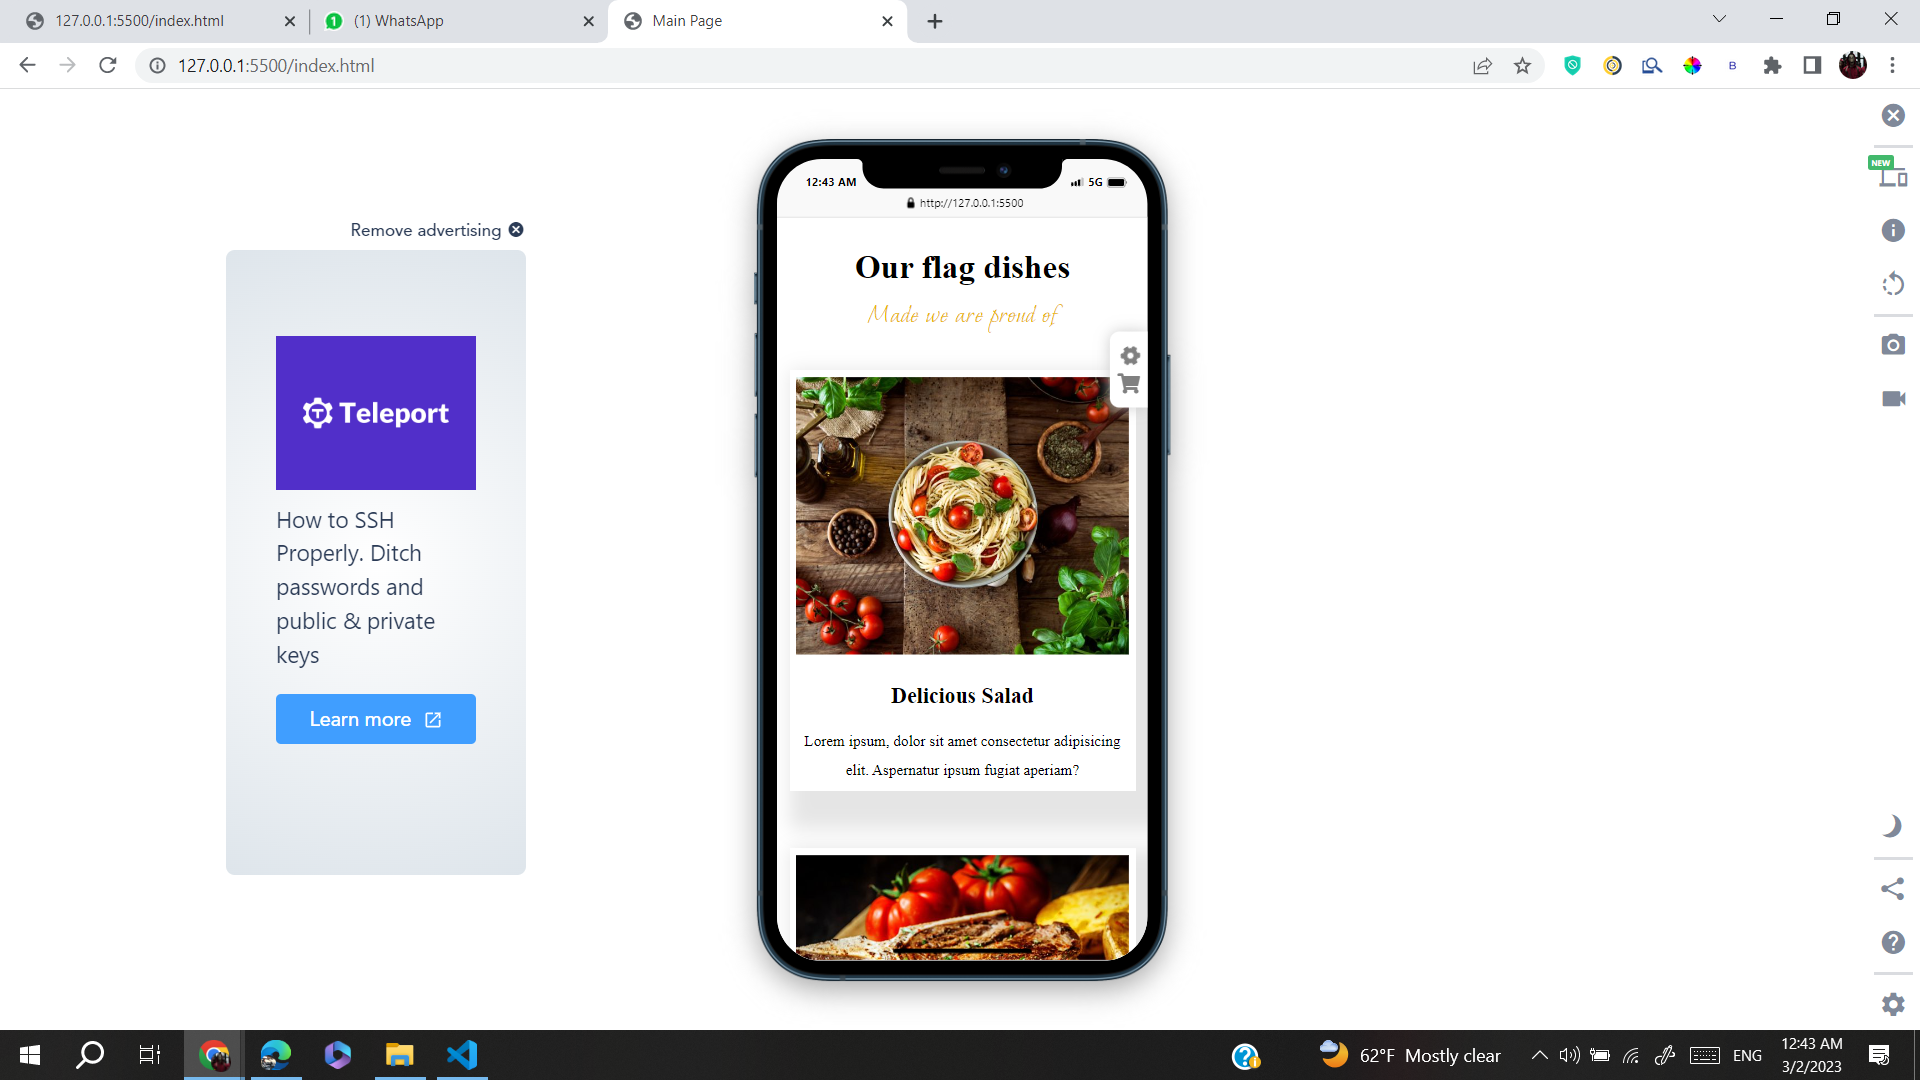 127.0.0.1:5500/index.html
(1) WhatsApp
Main Page
127.0.0.1:5500/index.html
B
NEW
12:43 AM
5G
http://127.0.0.1:5500
Remove advertising
Teleport
How to SSH
Properly. Ditch
passwords and
public & private
keys
Learn more
Our flag dishes
Made we are proud of
Delicious Salad
Lorem ipsum, dolor sit amet consectetur adipisicing
elit. Aspernatur ipsum fugiat aperiam?
62°F Mostly clear
ENG
12:43 AM
3/2/2023